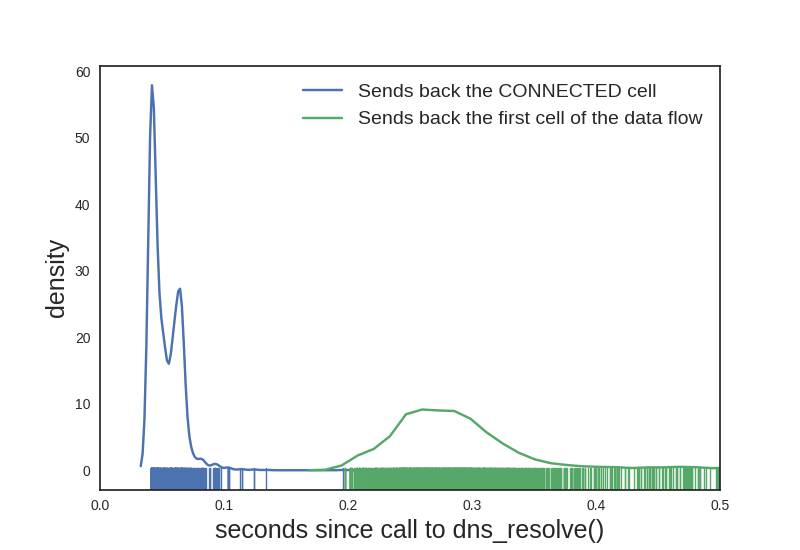 60
50
40
30
20
10
0
density
Sends back the CONNECTED cell
Sends back the first cell of the data flow
0.0 0.1 0.2 0.3 0.4 0.5
seconds since call to dns_resolve()